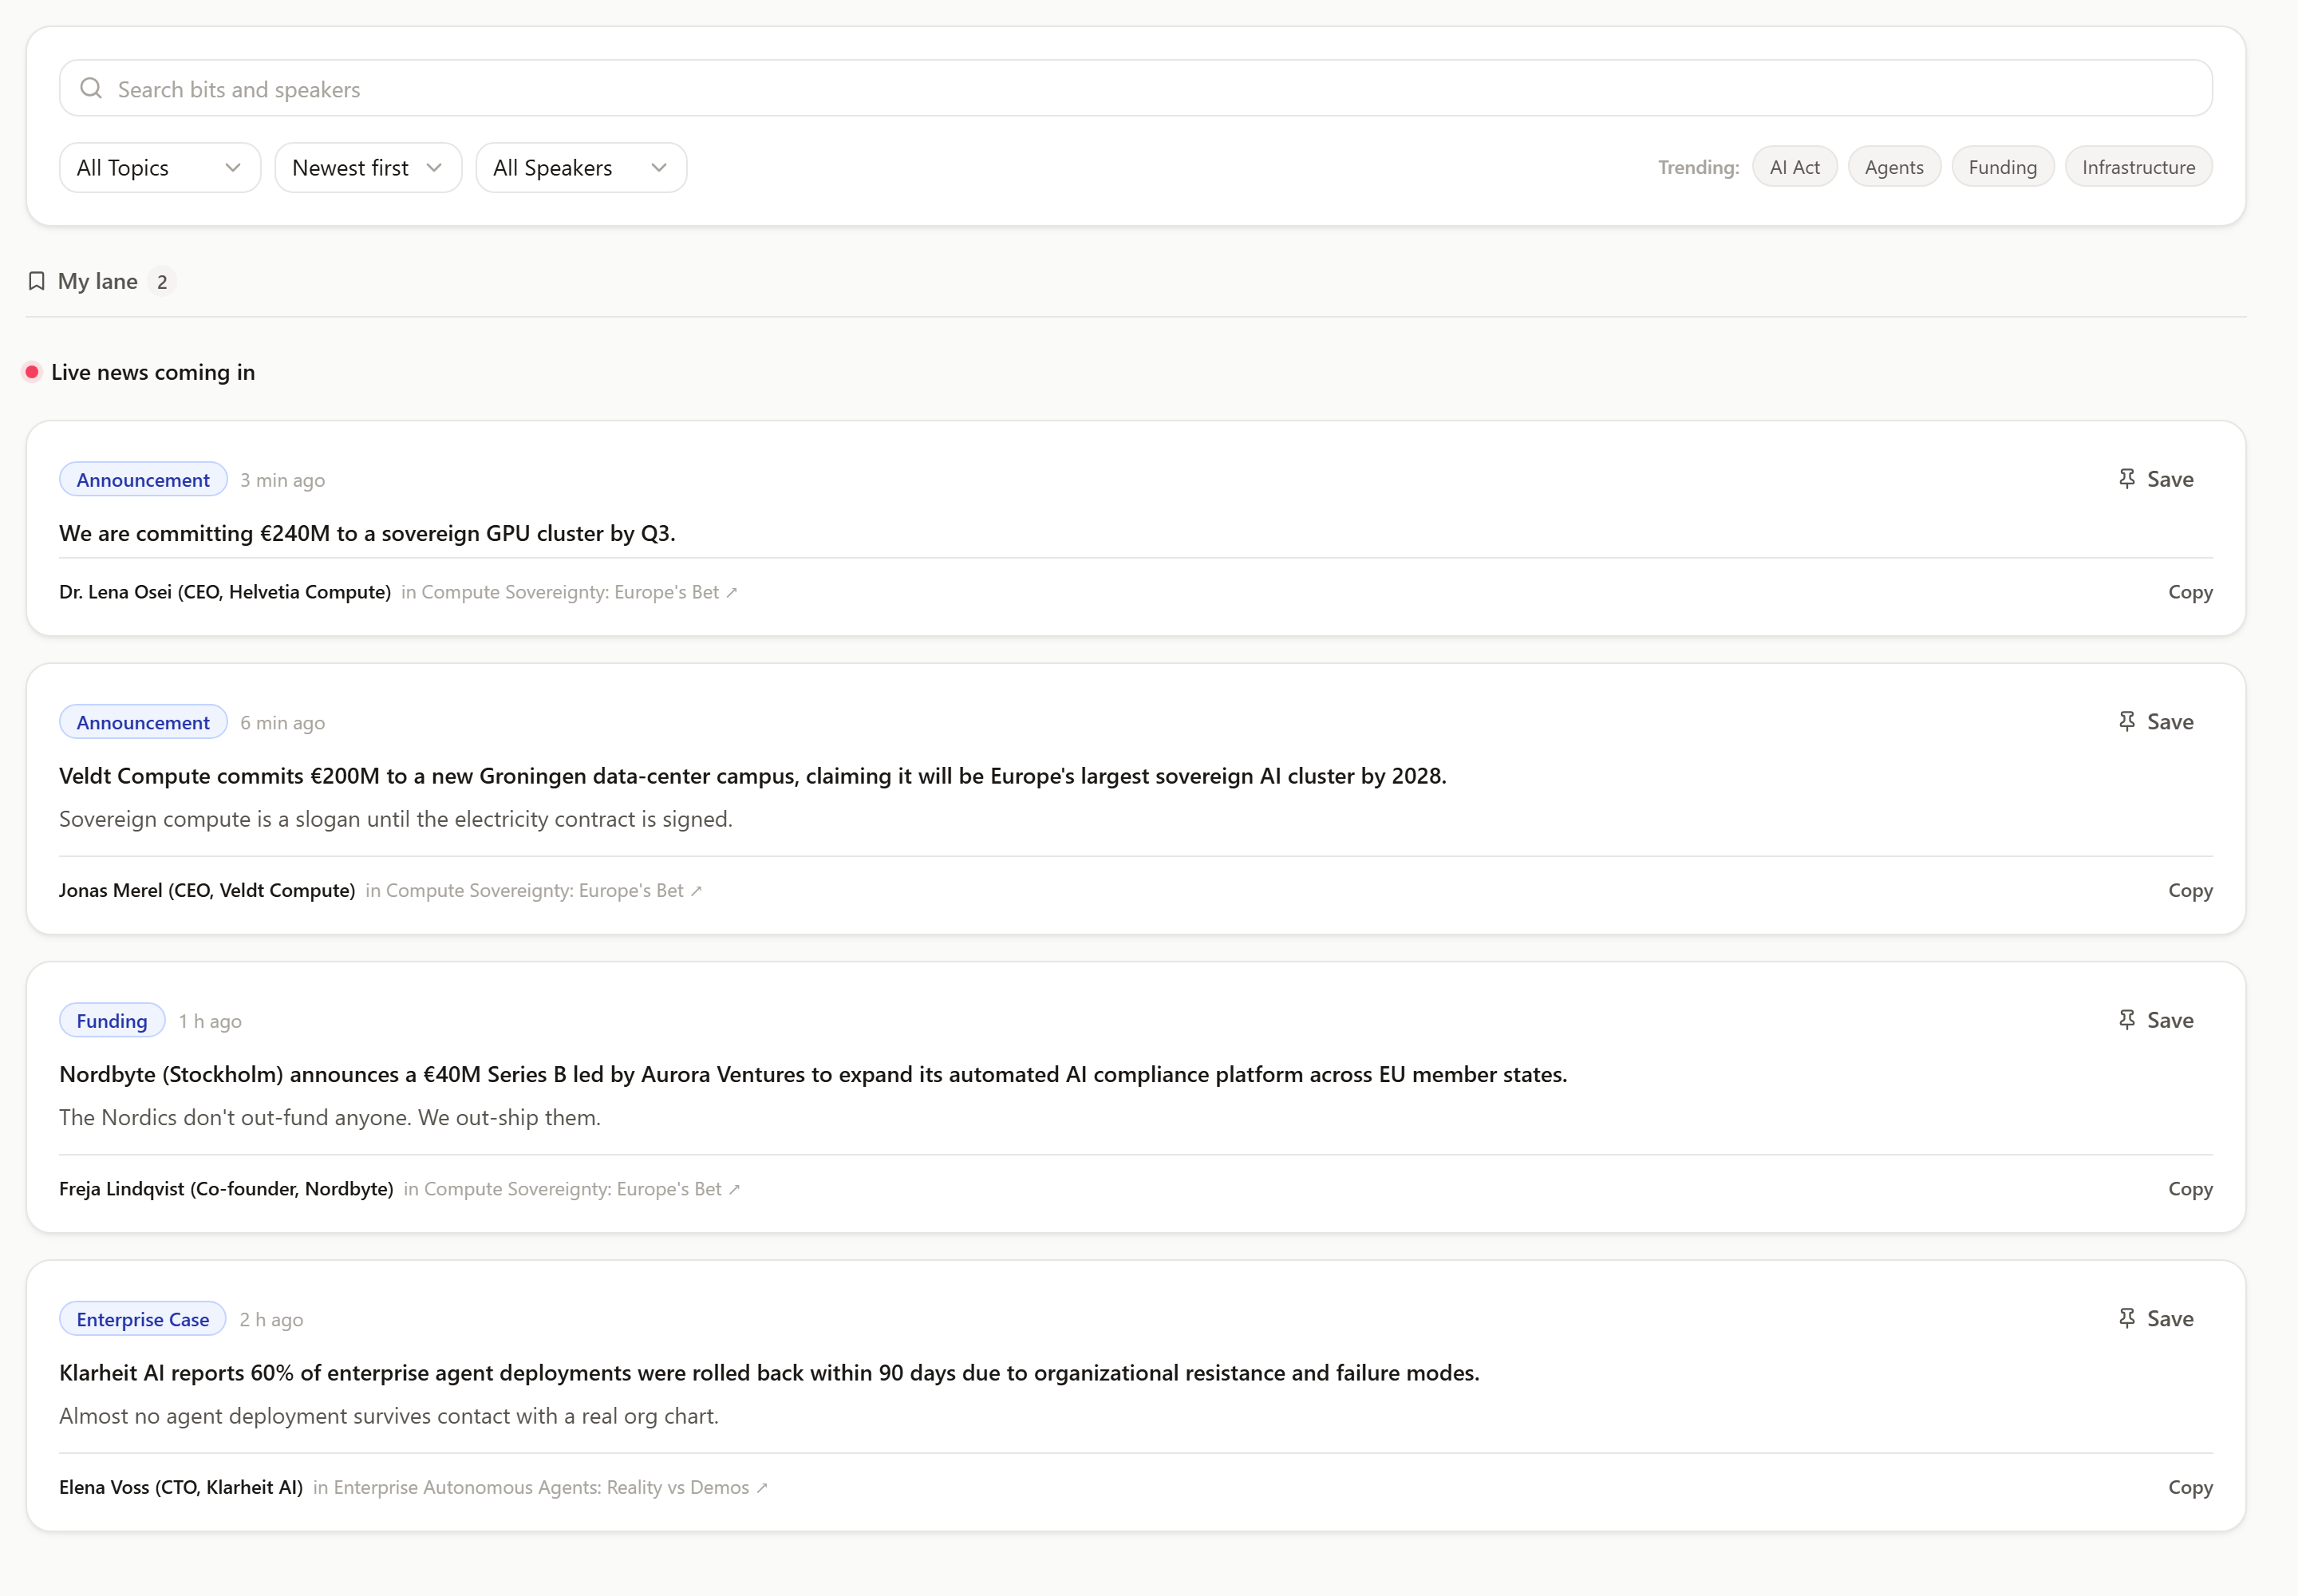 Search bits and speakers
All Topics Newest first All Speakers Trending: AI Act Agents Funding Infrastructure
My lane 2
Live news coming in
Announcement 3 min ago Save
We are committing €240M to a sovereign GPU cluster by Q3.
Dr. Lena Osei (CEO, Helvetia Compute) in Compute Sovereignty: Europe's Bet ↗ Copy
Announcement 6 min ago Save
Veldt Compute commits €200M to a new Groningen data-center campus, claiming it will be Europe's largest sovereign AI cluster by 2028.
Sovereign compute is a slogan until the electricity contract is signed.
Jonas Merel (CEO, Veldt Compute) in Compute Sovereignty: Europe's Bet ↗ Copy
Funding 1 h ago Save
Nordbyte (Stockholm) announces a €40M Series B led by Aurora Ventures to expand its automated AI compliance platform across EU member states.
The Nordics don't out-fund anyone. We out-ship them.
Freja Lindqvist (Co-founder, Nordbyte) in Compute Sovereignty: Europe's Bet ↗ Copy
Enterprise Case 2 h ago Save
Klarheit AI reports 60% of enterprise agent deployments were rolled back within 90 days due to organizational resistance and failure modes.
Almost no agent deployment survives contact with a real org chart.
Elena Voss (CTO, Klarheit AI) in Enterprise Autonomous Agents: Reality vs Demos ↗ Copy